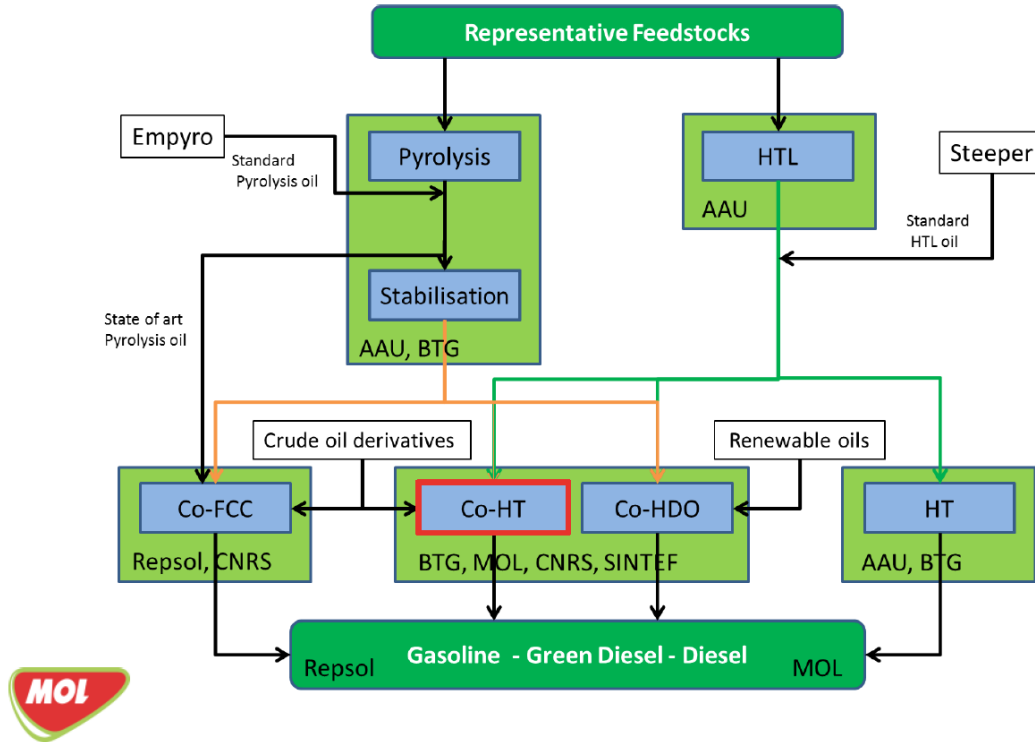 Representative Feedstocks
Empyro
Pyrolysis
HTL
Steeper
Standard
Pyrolysis oil
AAU
Standard
HTL oil
Stabilisation
State of art
Pyrolysis oil
AAU, BTG
Crude oil derivatives
Renewable oils
Co-FCC
Co-HT
Co-HDO
HT
Repsol, CNRS
BTG, MOL, CNRS, SINTEF
AAU, BTG
Gasoline - Green Diesel - Diesel
Repsol
MOL
MOL